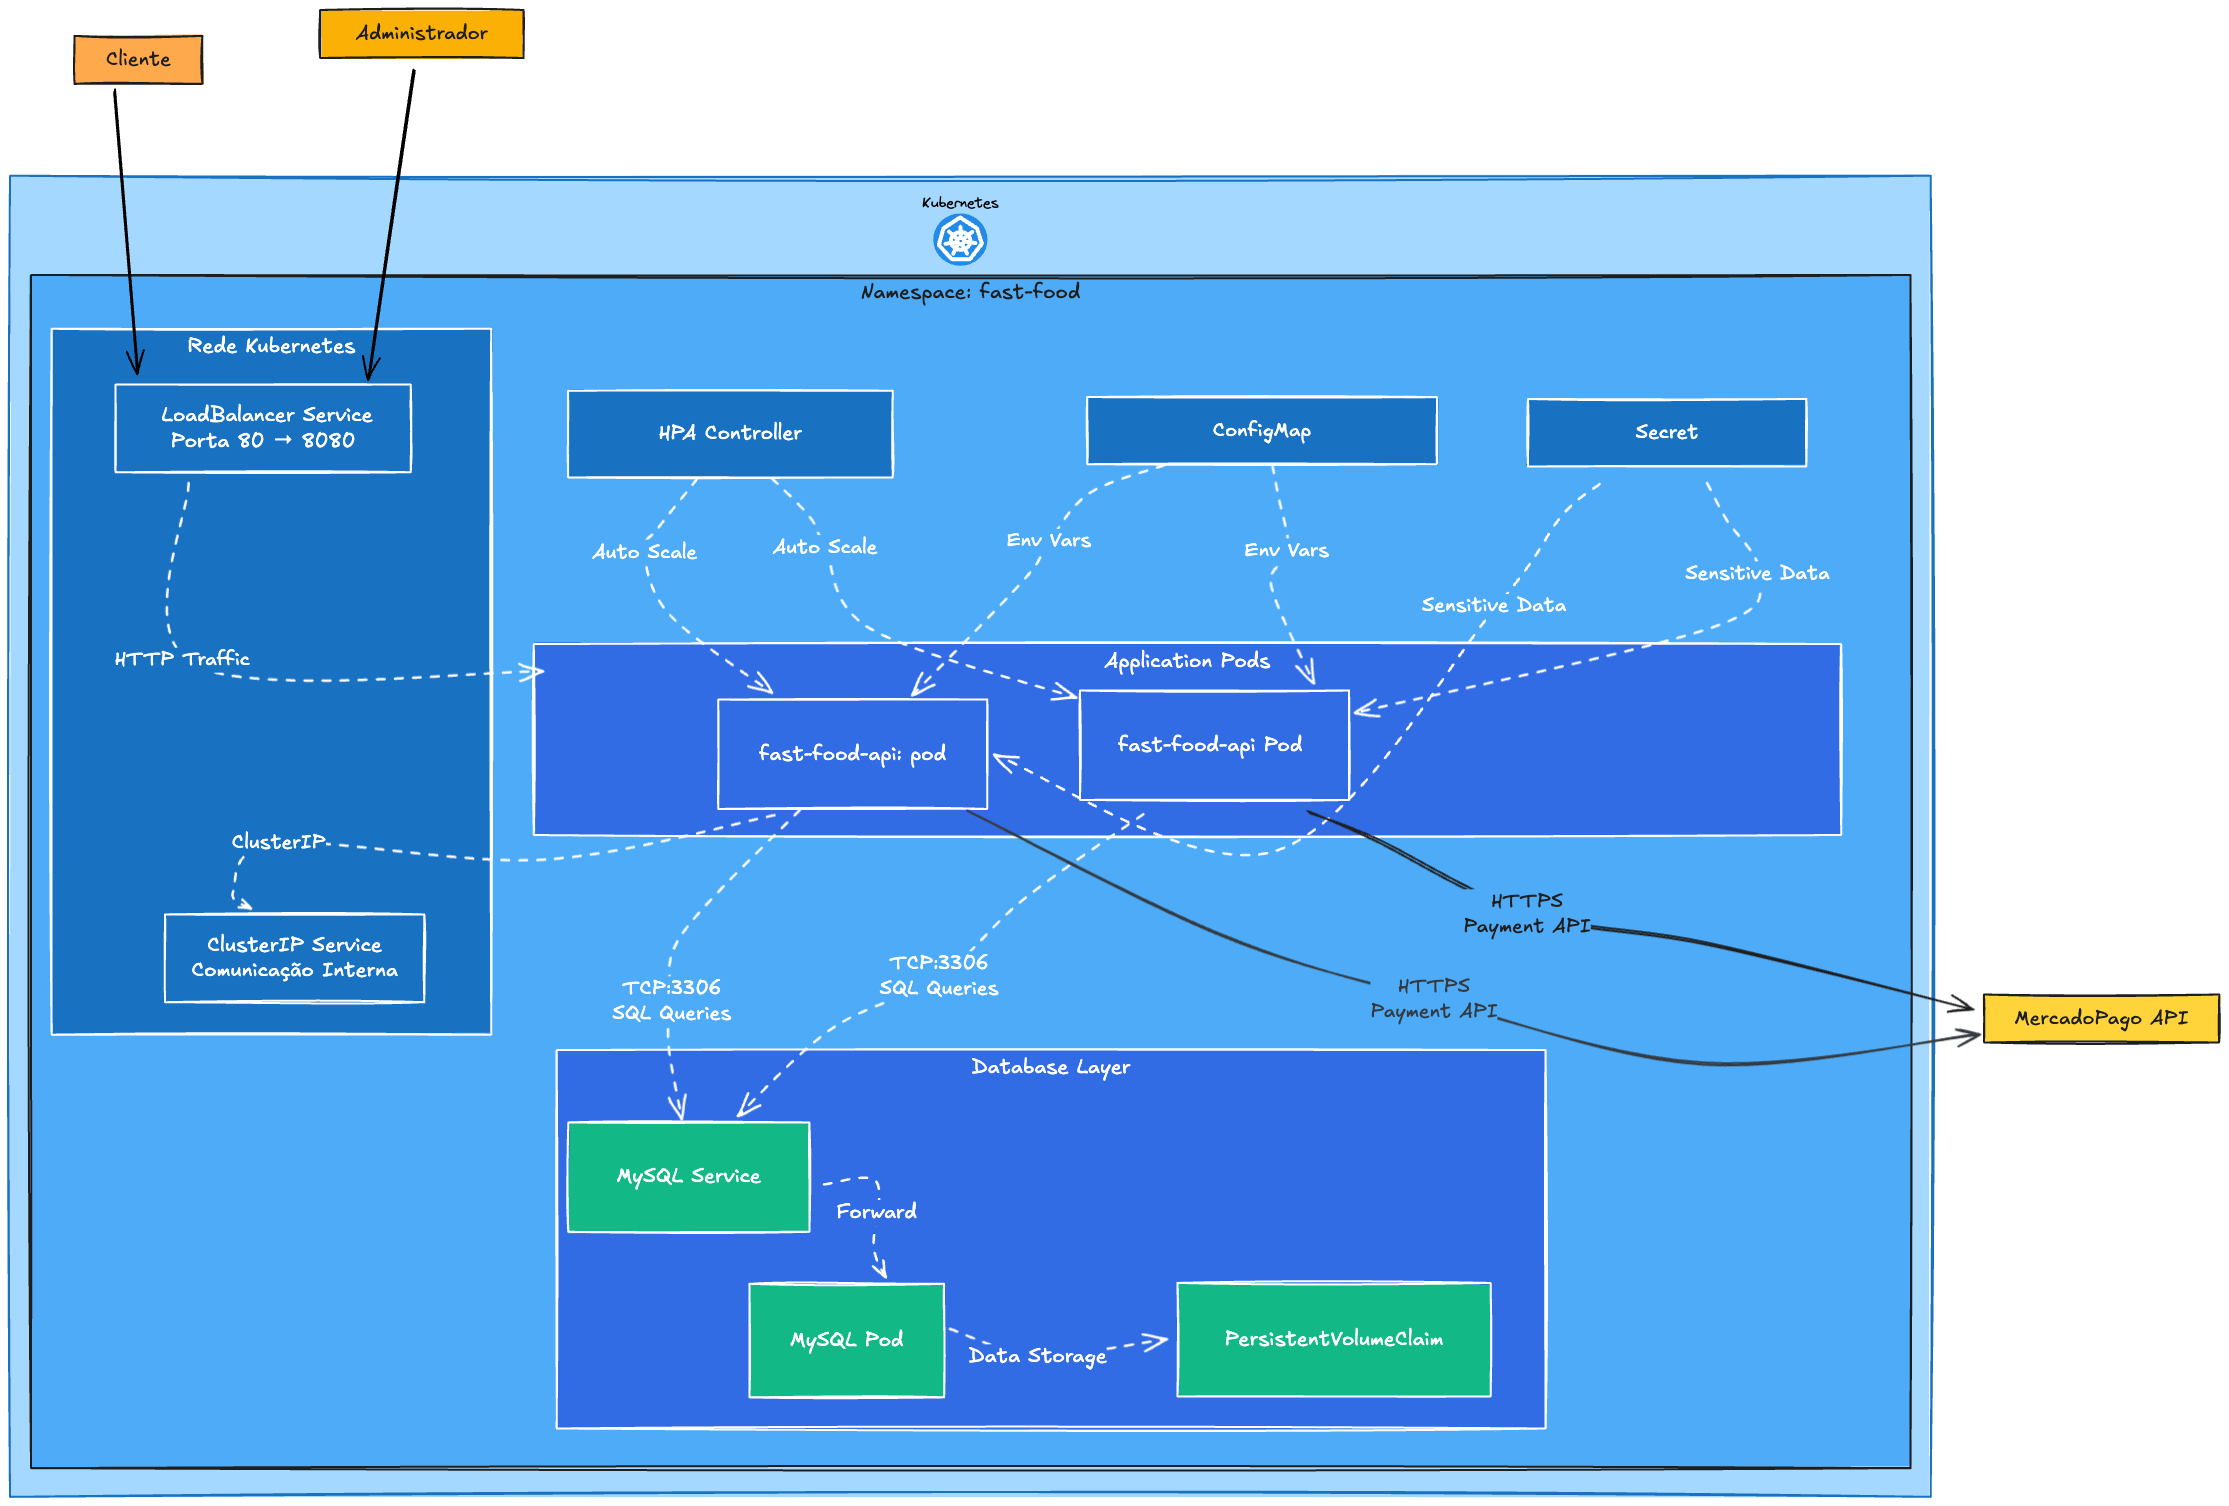 Cliente
Administrador
Kubernetes
Namespace: fast-food
Rede Kubernetes
LoadBalancer Service
Porta 80 → 8080
HPA Controller
ConfigMap
Secret
Auto Scale
Auto Scale
Env Vars
Env Vars
Sensitive Data
Sensitive Data
HTTP Traffic
Application Pods
fast-food-api: pod
fast-food-api Pod
ClusterIP
ClusterIP Service
Comunicação Interna
HTTPS
Payment API
HTTPS
Payment API
MercadoPago API
TCP:3306
SQL Queries
TCP:3306
SQL Queries
Database Layer
MySQL Service
Forward
MySQL Pod
Data Storage
PersistentVolumeClaim